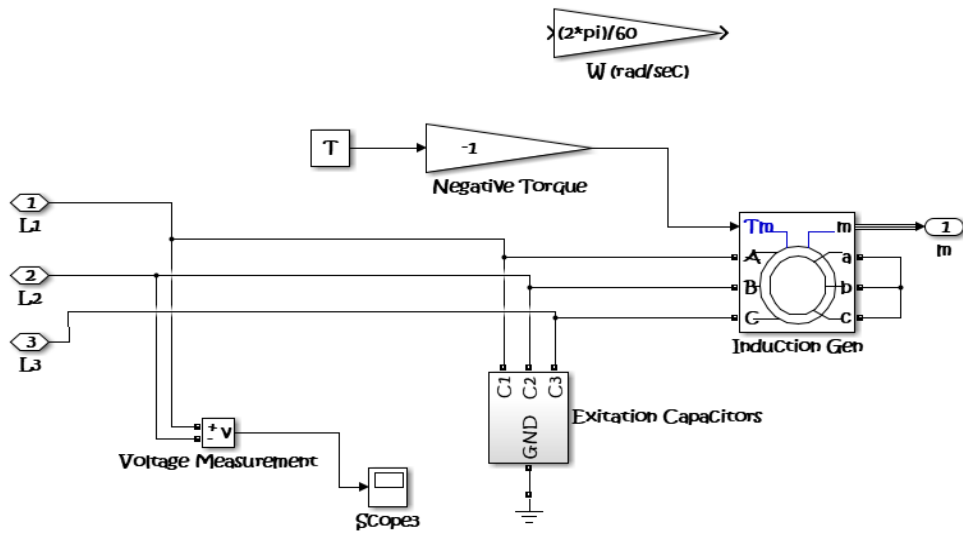 (2*pi)/60
W (rad/sec)
T
-1
Negative Torque
1
L1
2
L2
3
L3
Tm
m
A
a
B
b
C
c
Induction Gen
1
m
C1
C2
C3
GND
Exitation Capacitors
+
-
v
Voltage Measurement
Scope3